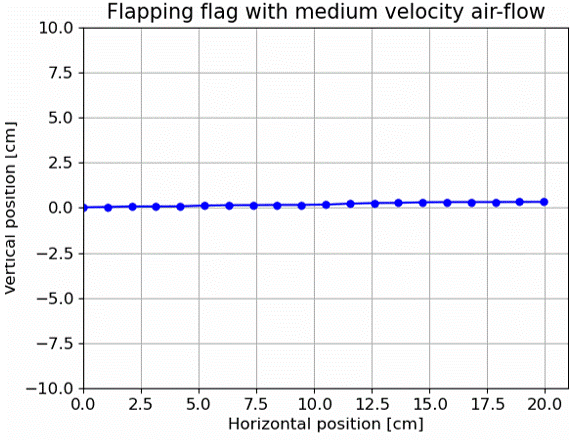 Flapping flag with medium velocity air-flow
10.0
7.5
5.0
2.5
0.0
−2.5
−5.0
−7.5
−10.0
Vertical position [cm]
0.0 2.5 5.0 7.5 10.0 12.5 15.0 17.5 20.0
Horizontal position [cm]